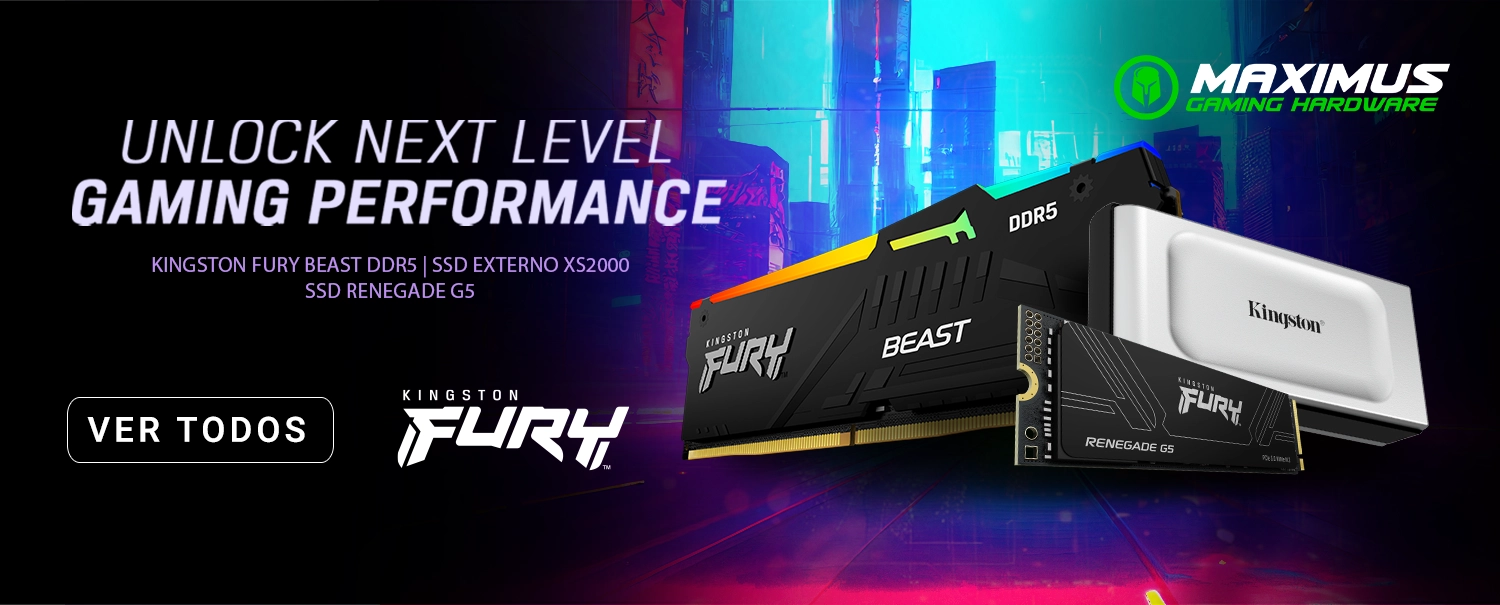 MAXIMUS
GAMING HARDWARE
UNLOCK NEXT LEVEL
GAMING PERFORMANCE
KINGSTON FURY BEAST DDR5 | SSD EXTERNO XS2000
SSD RENEGADE G5
VER TODOS
KINGSTON
FURY™
DDR5
KINGSTON
FURY
BEAST
Kingston®
KINGSTON
FURY
RENEGADE G5